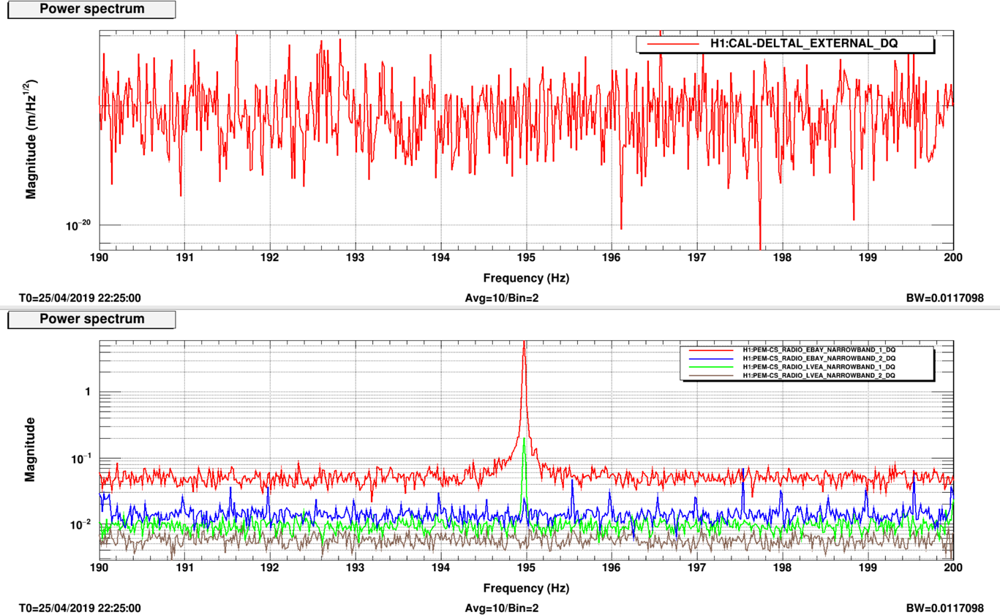 Power spectrum
H1:CAL-DELTAL_EXTERNAL_DQ
Magnitude (m/Hz^1/2)
10^−20
190 191 192 193 194 195 196 197 198 199 200
Frequency (Hz)
T0=25/04/2019 22:25:00 Avg=10/Bin=2 BW=0.0117098
Power spectrum
H1:PEM-CS_RADIO_EBAY_NARROWBAND_1_DQ
H1:PEM-CS_RADIO_EBAY_NARROWBAND_2_DQ
H1:PEM-CS_RADIO_LVEA_NARROWBAND_1_DQ
H1:PEM-CS_RADIO_LVEA_NARROWBAND_2_DQ
Magnitude
1
10^−1
10^−2
190 191 192 193 194 195 196 197 198 199 200
Frequency (Hz)
T0=25/04/2019 22:25:00 Avg=10/Bin=2 BW=0.0117098